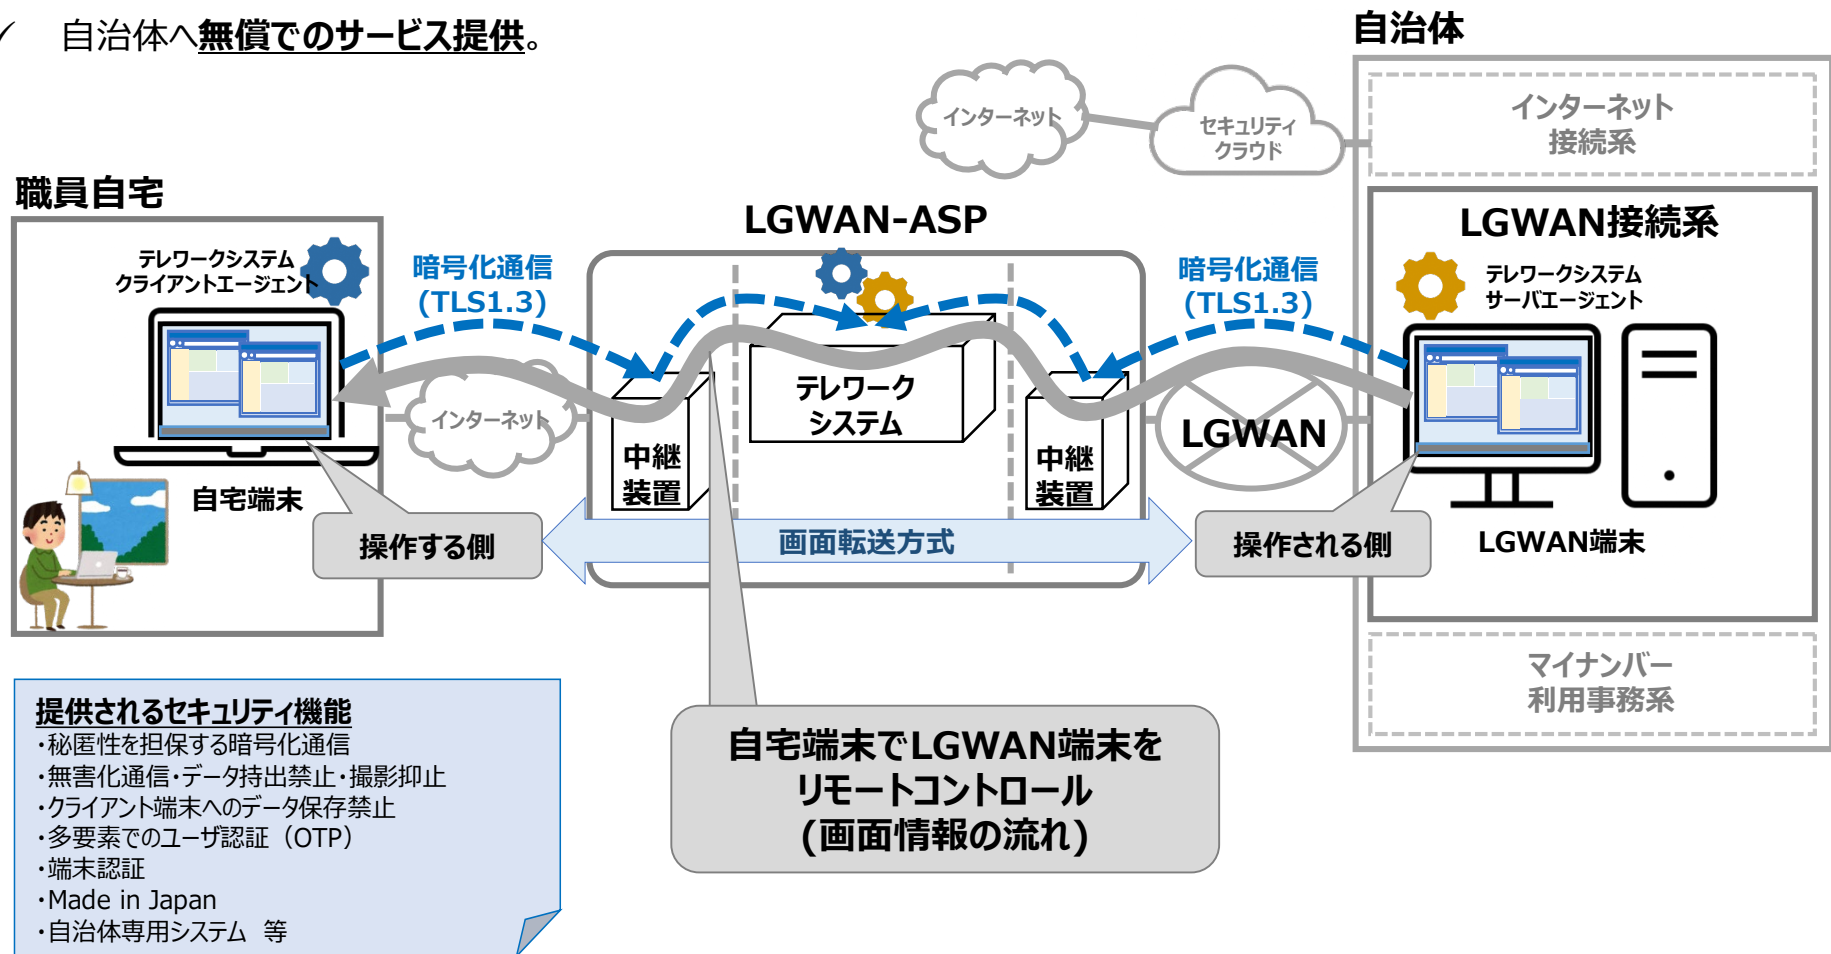 ✓ 自治体へ無償でのサービス提供。
自治体
インターネット
セキュリティ
クラウド
インターネット
接続系
職員自宅
LGWAN-ASP
LGWAN接続系
テレワークシステム
クライアントエージェント
暗号化通信
(TLS1.3)
暗号化通信
(TLS1.3)
テレワークシステム
サーバエージェント
インターネット
テレワーク
システム
中継
装置
中継
装置
LGWAN
自宅端末
LGWAN端末
操作する側
画面転送方式
操作される側
マイナンバー
利用事務系
自宅端末でLGWAN端末を
リモートコントロール
(画面情報の流れ)
提供されるセキュリティ機能
・秘匿性を担保する暗号化通信
・無害化通信・データ持出禁止・撮影抑止
・クライアント端末へのデータ保存禁止
・多要素でのユーザ認証（OTP）
・端末認証
・Made in Japan
・自治体専用システム 等